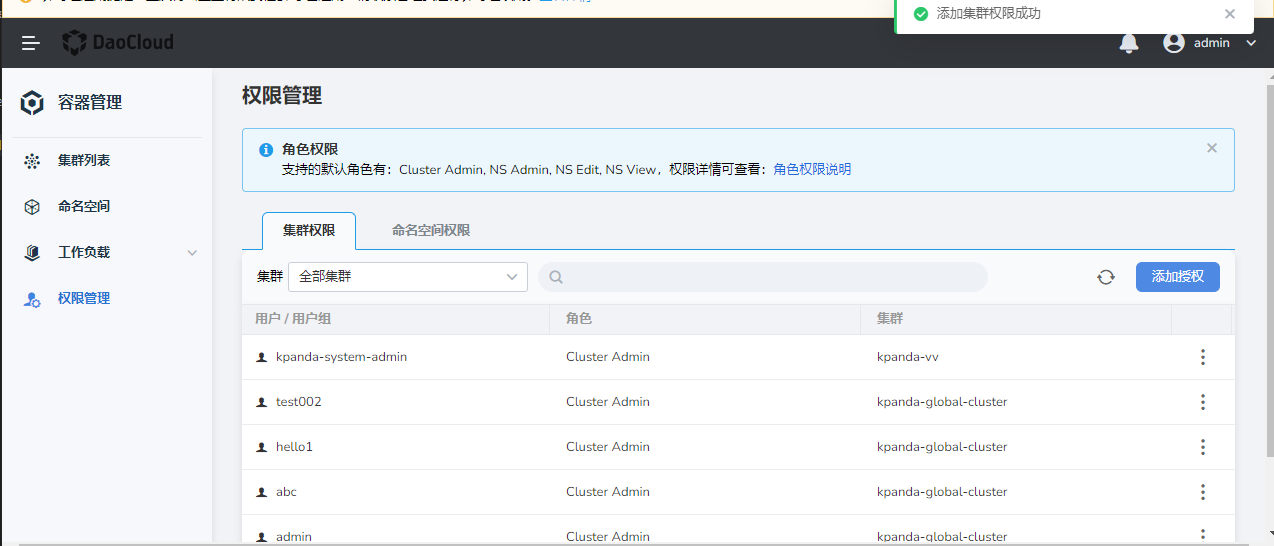 添加集群权限成功
DaoCloud
admin
容器管理
集群列表
命名空间
工作负载
权限管理
权限管理
角色权限
支持的默认角色有：Cluster Admin, NS Admin, NS Edit, NS View，权限详情可查看：角色权限说明
集群权限 命名空间权限
集群 全部集群 添加授权
用户 / 用户组 角色 集群
kpanda-system-admin Cluster Admin kpanda-vv
test002 Cluster Admin kpanda-global-cluster
hello1 Cluster Admin kpanda-global-cluster
abc Cluster Admin kpanda-global-cluster
admin Cluster Admin kpanda-global-cluster